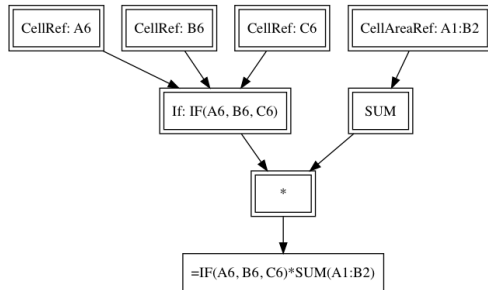 CellRef: A6
CellRef: B6
CellRef: C6
CellAreaRef: A1:B2
If: IF(A6, B6, C6)
SUM
*
=IF(A6, B6, C6)*SUM(A1:B2)